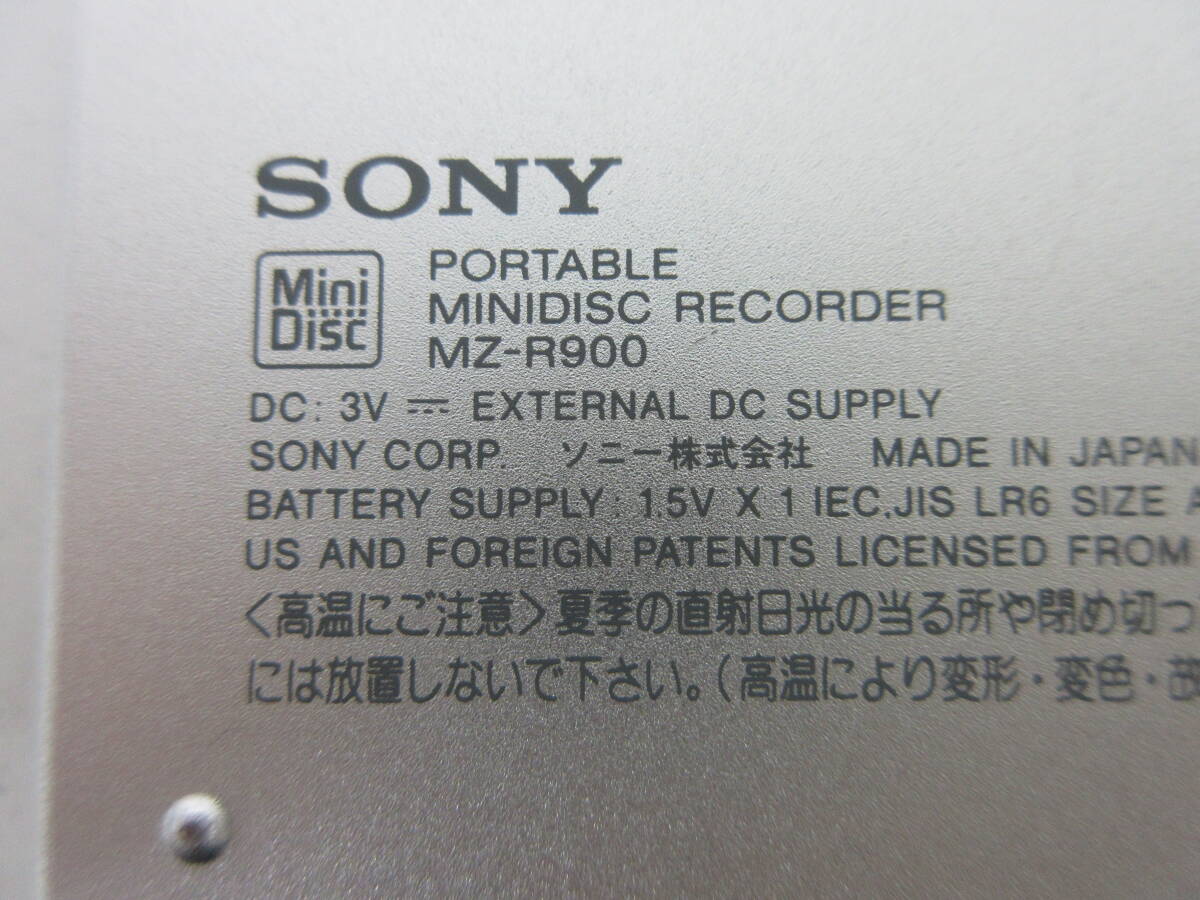 SONY
Mini Disc
PORTABLE
MINIDISC RECORDER
MZ-R900
DC: 3V ⎓ EXTERNAL DC SUPPLY
SONY CORP. ソニー株式会社 MADE IN JAPAN
BATTERY SUPPLY: 1.5V X 1 IEC,JIS LR6 SIZE
US AND FOREIGN PATENTS LICENSED FROM
〈高温にご注意〉夏季の直射日光の当る所や閉め切っ
には放置しないで下さい。(高温により変形・変色・